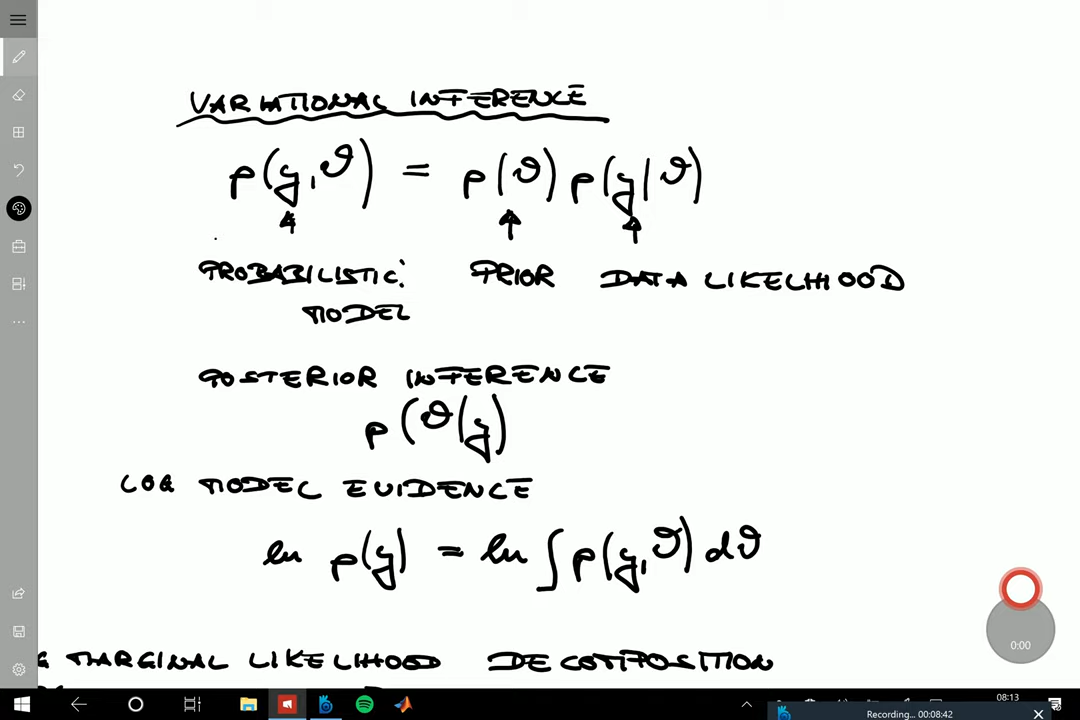 VARIATIONAL INFERENCE
p(y,ϑ) = p(ϑ) p(y|ϑ)
PROBABILISTIC PRIOR DATA LIKELIHOOD
MODEL
POSTERIOR INFERENCE
p(ϑ|y)
LOG MODEL EVIDENCE
ln p(y) = ln ∫ p(y,ϑ) dϑ
0:00
MARGINAL LIKELIHOOD DECOMPOSITION
08:13
Recording... 00:08:42